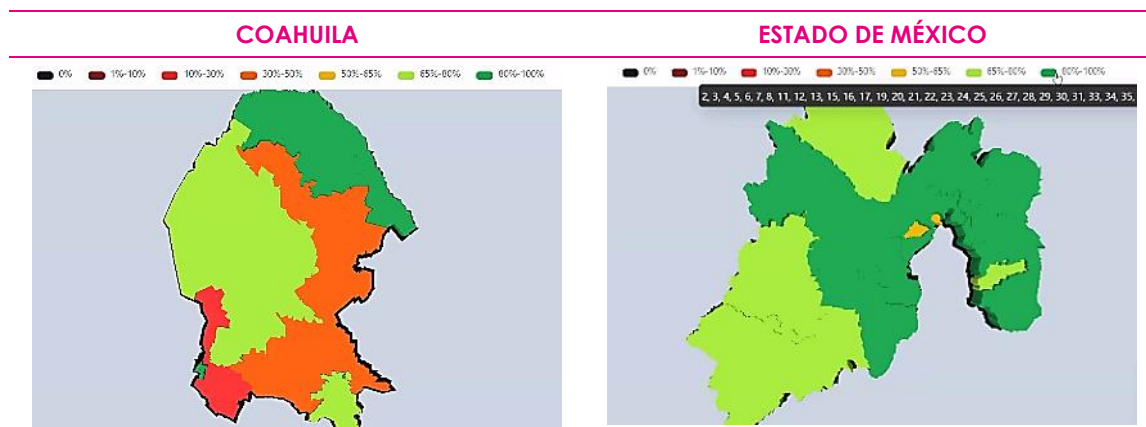 COAHUILA
ESTADO DE MÉXICO
0% 1%-10% 10%-30% 30%-50% 50%-65% 65%-80% 80%-100%
0% 1%-10% 10%-30% 30%-50% 50%-65% 65%-80% 80%-100%
2, 3, 4, 5, 6, 7, 8, 11, 12, 13, 15, 16, 17, 19, 20, 21, 22, 23, 24, 25, 26, 27, 28, 29, 30, 31, 33, 34, 35,